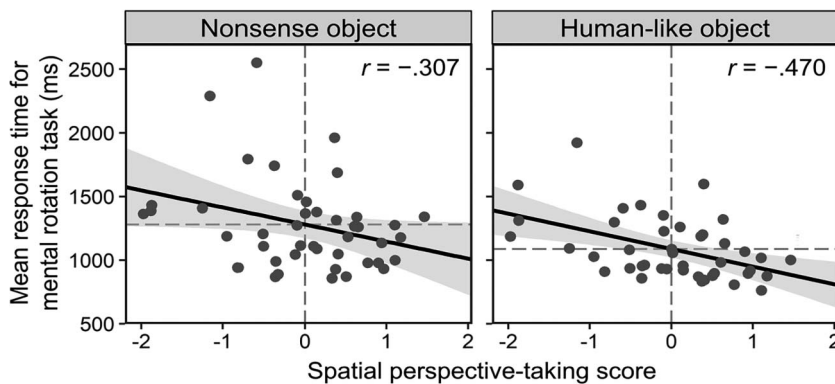 Nonsense object
Human-like object
r = −.307
r = −.470
Mean response time for
mental rotation task (ms)
2500
2000
1500
1000
500
-2 -1 0 1 2
-2 -1 0 1 2
Spatial perspective-taking score